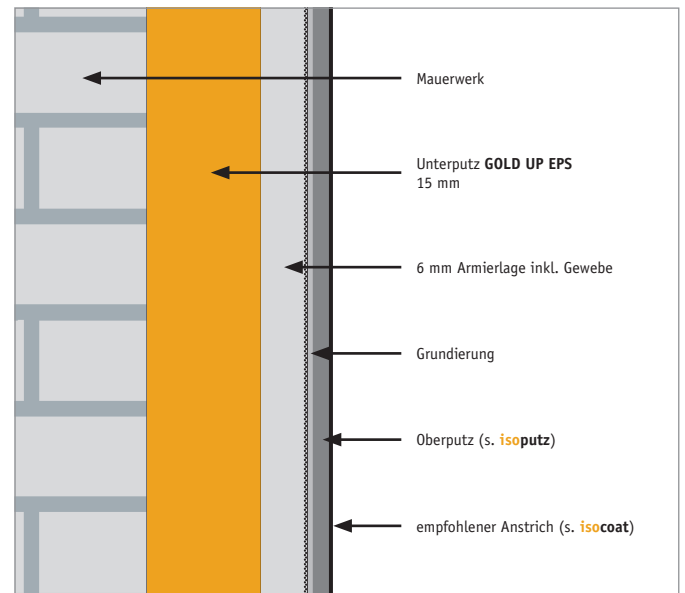 Mauerwerk
Unterputz GOLD UP EPS
15 mm
6 mm Armierlage inkl. Gewebe
Grundierung
Oberputz (s. isoputz)
empfohlener Anstrich (s. isocoat)